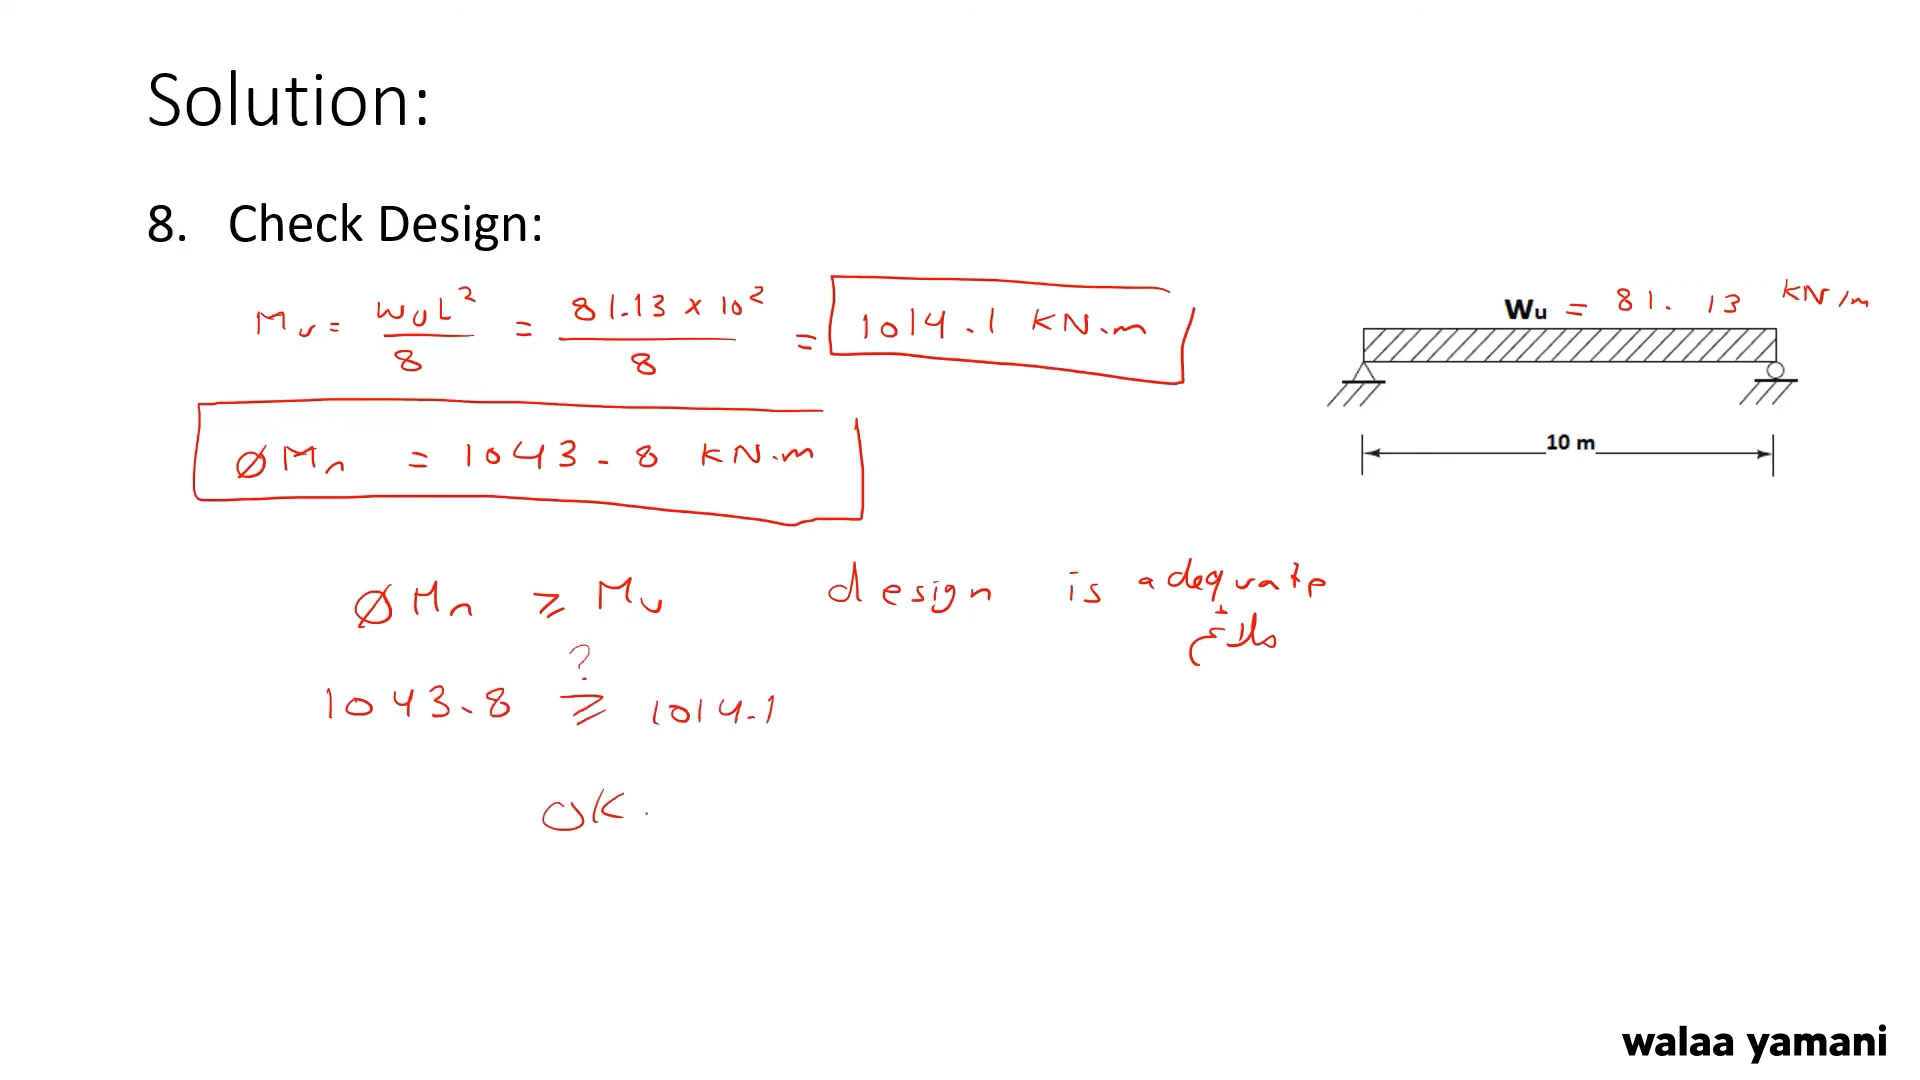 Solution:
8. Check Design:
Mu = WuL² / 8 = 81.13 × 10² / 8 = 1014.1 KN.m
Wu = 81.13 KN/m
10 m
ØMn = 1043.8 KN.m
ØMn ≥ Mu design is adequate
ملائم
?
1043.8 ≥ 1014.1
OK.
walaa yamani